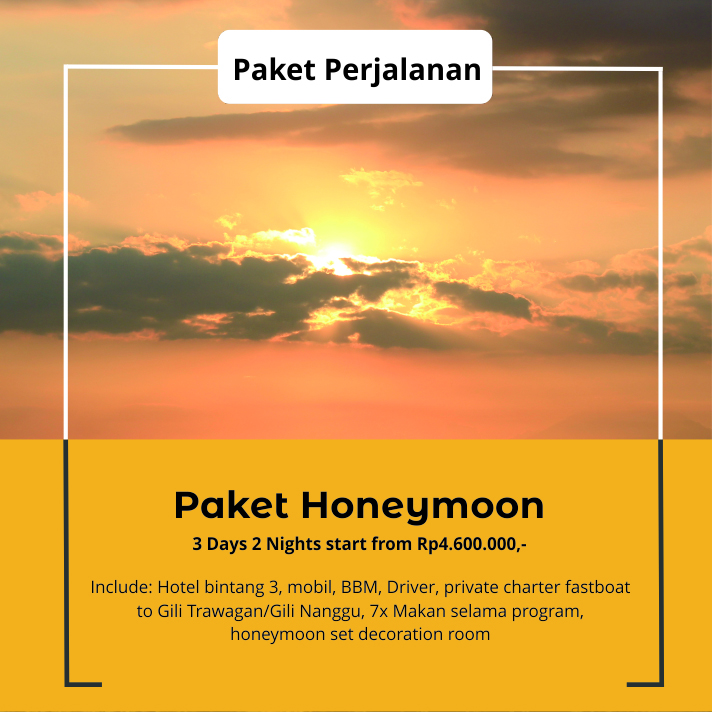 Paket Perjalanan
Paket Honeymoon
3 Days 2 Nights start from Rp4.600.000,-
Include: Hotel bintang 3, mobil, BBM, Driver, private charter fastboat
to Gili Trawagan/Gili Nanggu, 7x Makan selama program,
honeymoon set decoration room